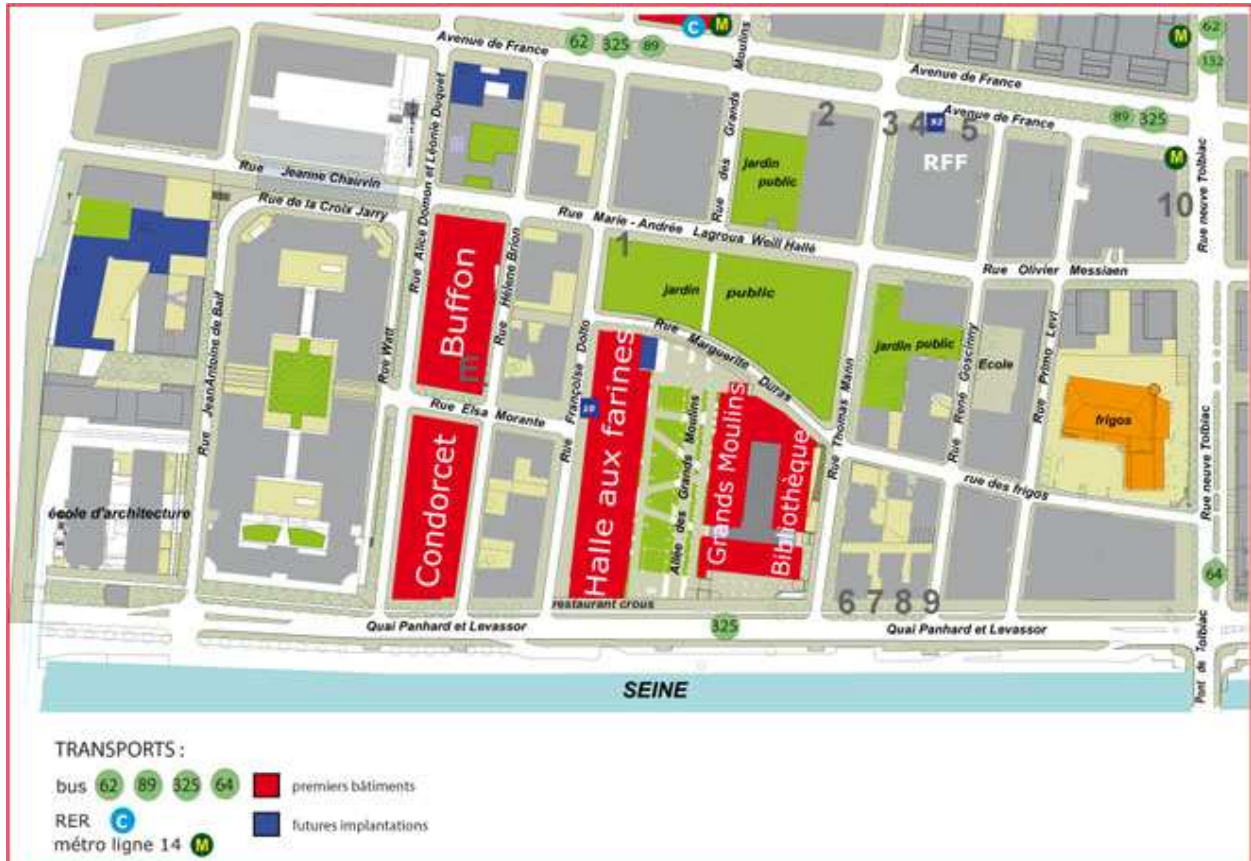 C M
62
M
Avenue de France
62 325 89
132
Avenue de France
Avenue de France
89 325
M
2 3 4 93 5
RFF
10
Rue des Grands Moulins
Rue Alice Domon et Léonie Duquet
Rue neuve Tolbiac
jardin
public
Rue Jeanne Chauvin
Rue de la Croix Jarry
Rue Marie - Andrée Lagroua Weill Hallé
Rue Olivier Messiaen
1
jardin public
Buffon
E
Rue Hélène Brion
Rue JeanAntoine de Baïf
Rue Watt
Rue Françoise Dolto
Rue Marguerite Duras
Rue Thomas Mann
jardin public
Rue René Goscinny
Ecole
Rue Primo Levi
frigos
Rue Elsa Morante
10
Condorcet
Halle aux farines
Allée des Grands Moulins
Grands Moulins
Bibliothèque
rue des frigos
Rue neuve Tolbiac
école d'architecture
64
restaurant crous
6 7 8 9
Quai Panhard et Levassor
325
Quai Panhard et Levassor
Pont de Tolbiac
SEINE
TRANSPORTS :
bus 62 89 325 64
premiers bâtiments
RER C
futures implantations
métro ligne 14 M